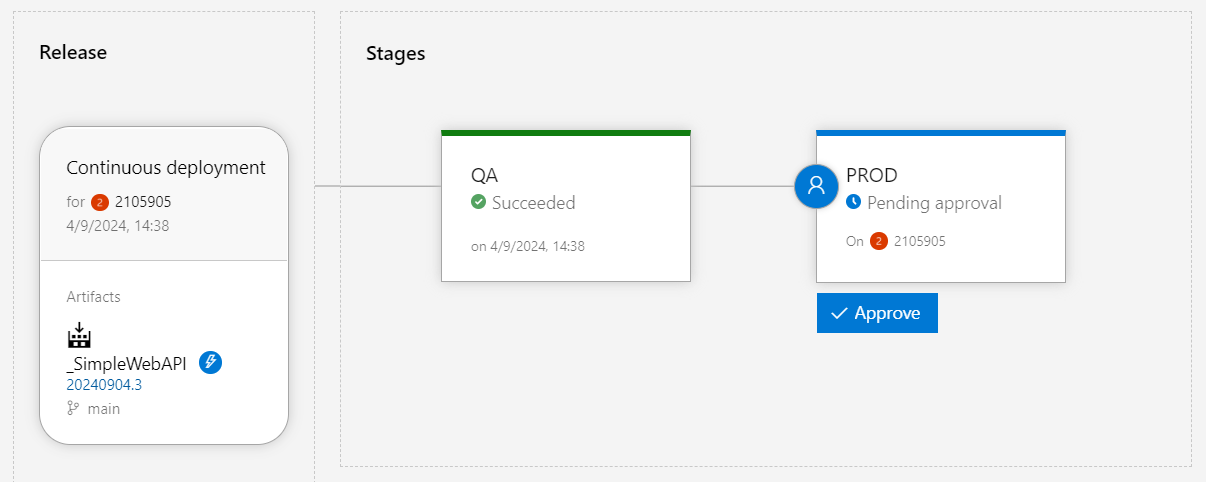 Release
Continuous deployment
for 2 2105905
4/9/2024, 14:38
Artifacts
_SimpleWebAPI
20240904.3
main
Stages
QA
Succeeded
on 4/9/2024, 14:38
PROD
Pending approval
On 2 2105905
Approve